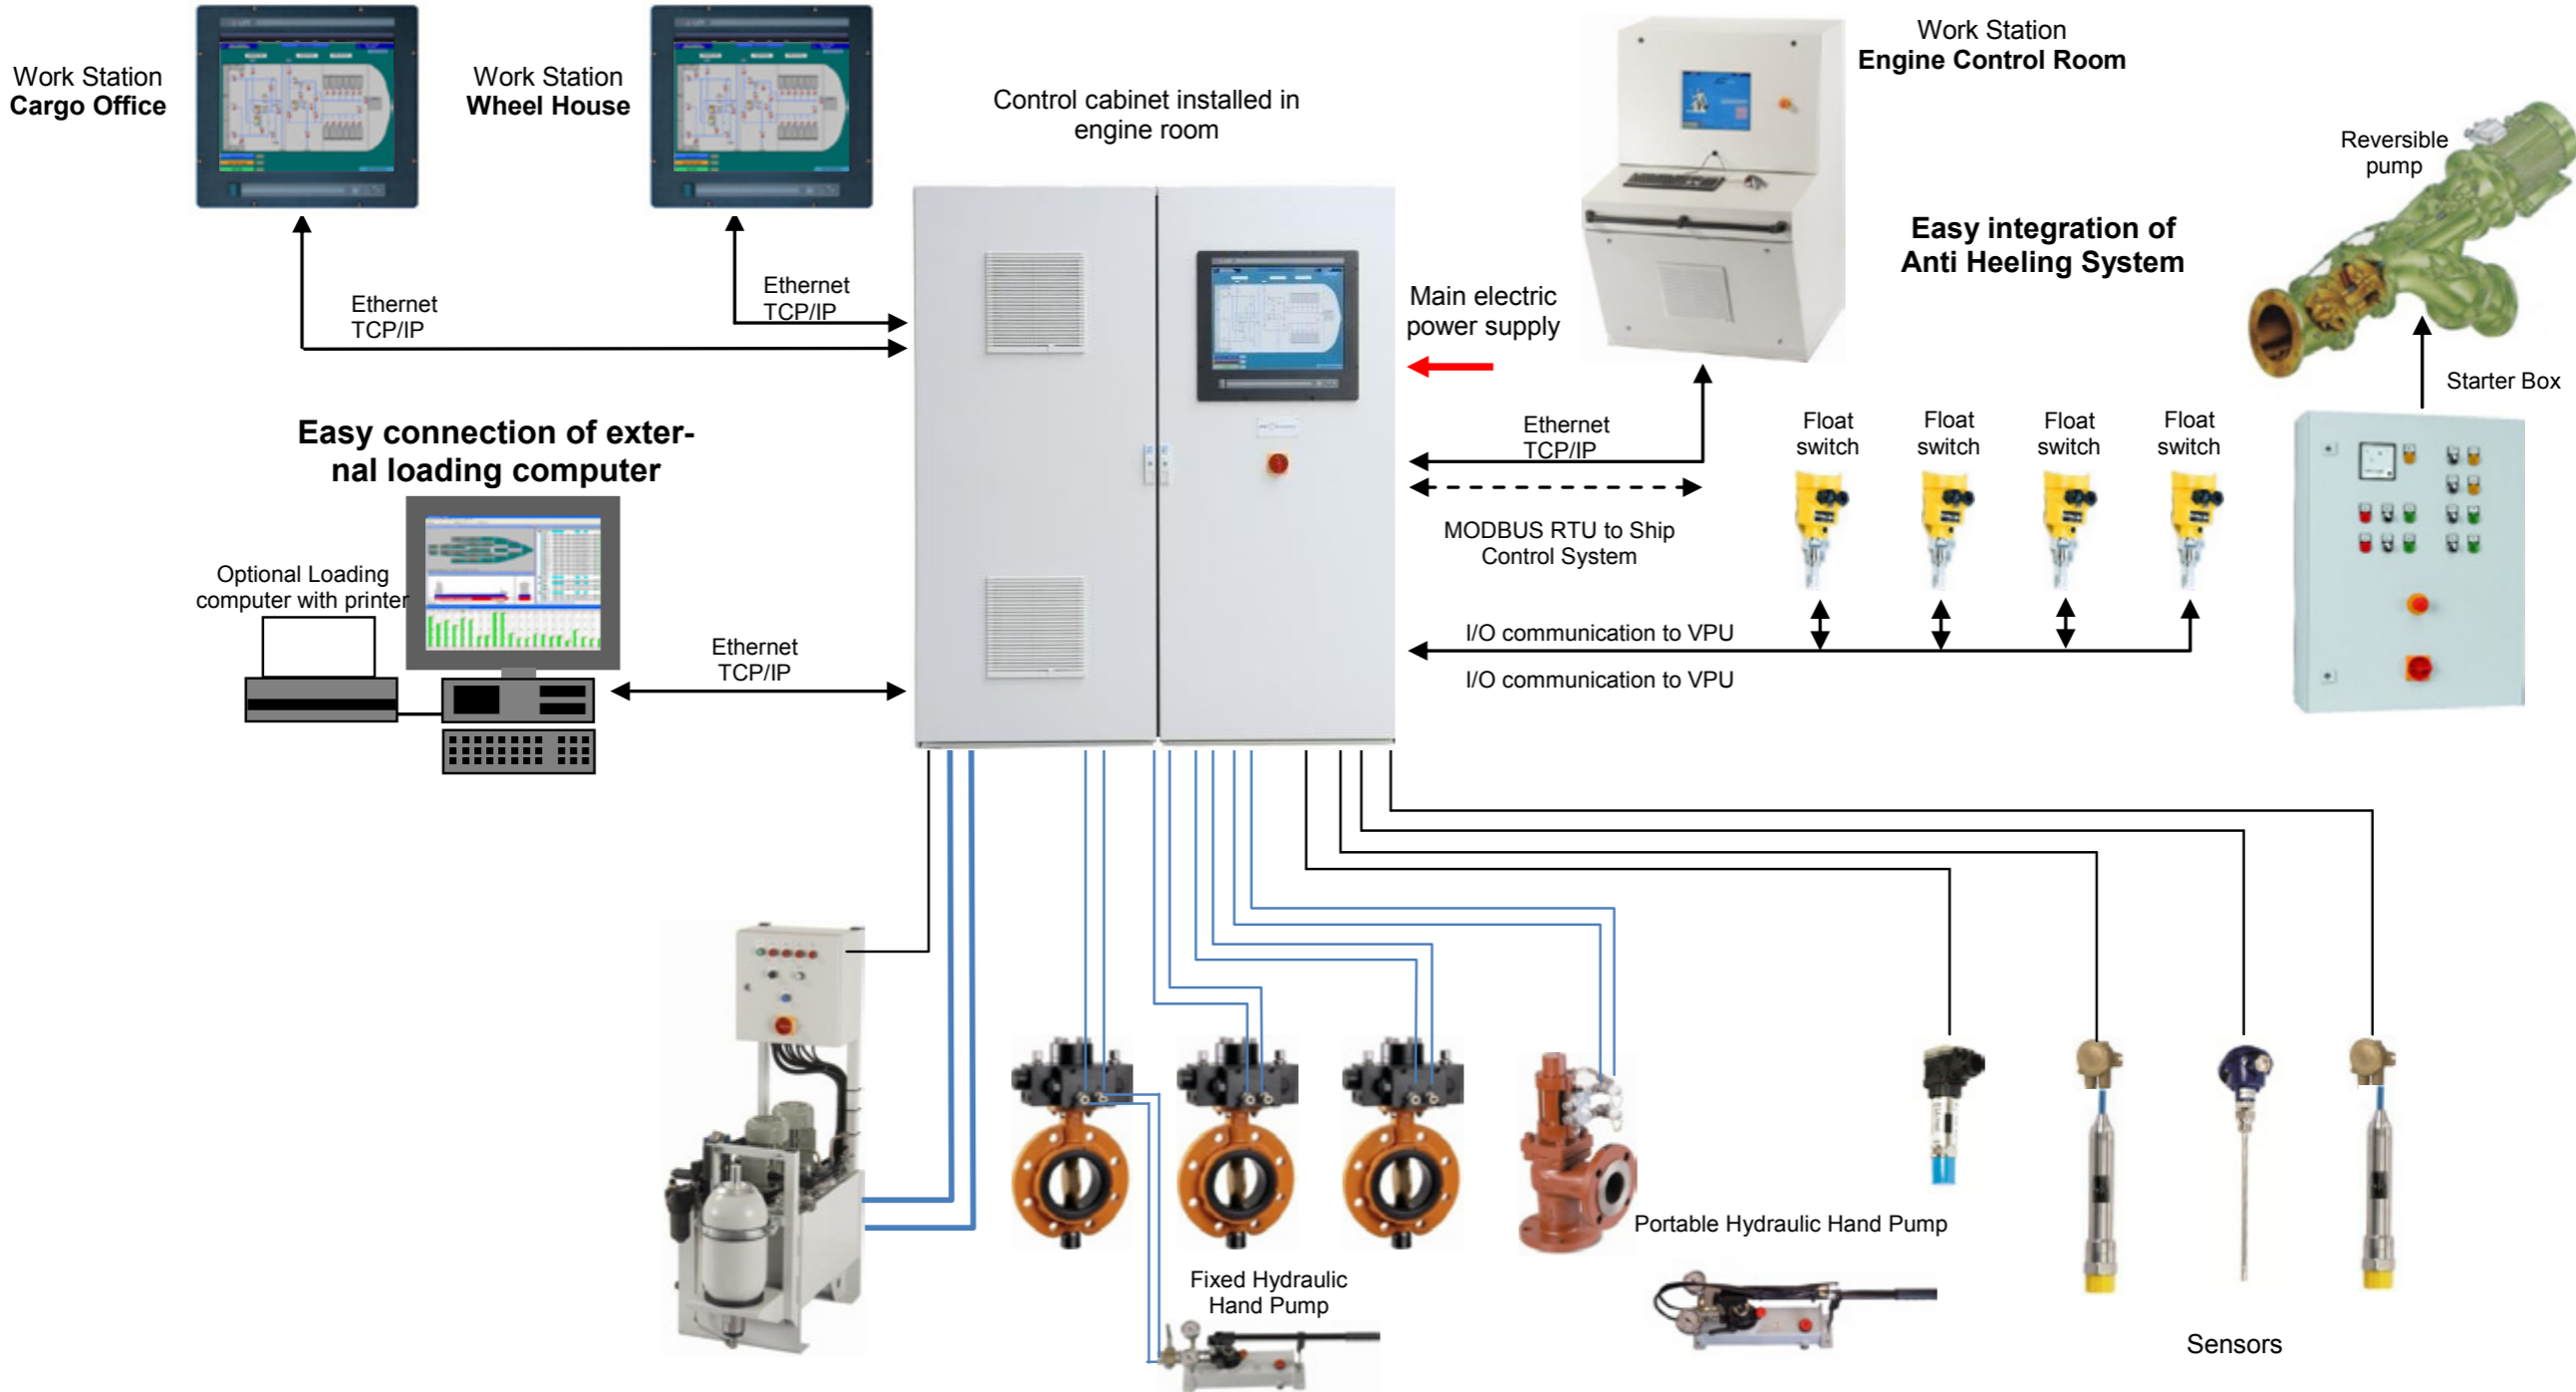 Work Station
Cargo Office
Work Station
Wheel House
Control cabinet installed in
engine room
Work Station
Engine Control Room
Reversible
pump
Easy integration of
Anti Heeling System
Ethernet
TCP/IP
Ethernet
TCP/IP
Main electric
power supply
Starter Box
Easy connection of exter-
nal loading computer
Ethernet
TCP/IP
Float
switch
Float
switch
Float
switch
Float
switch
MODBUS RTU to Ship
Control System
Optional Loading
computer with printer
Ethernet
TCP/IP
I/O communication to VPU
I/O communication to VPU
Portable Hydraulic Hand Pump
Fixed Hydraulic
Hand Pump
Sensors